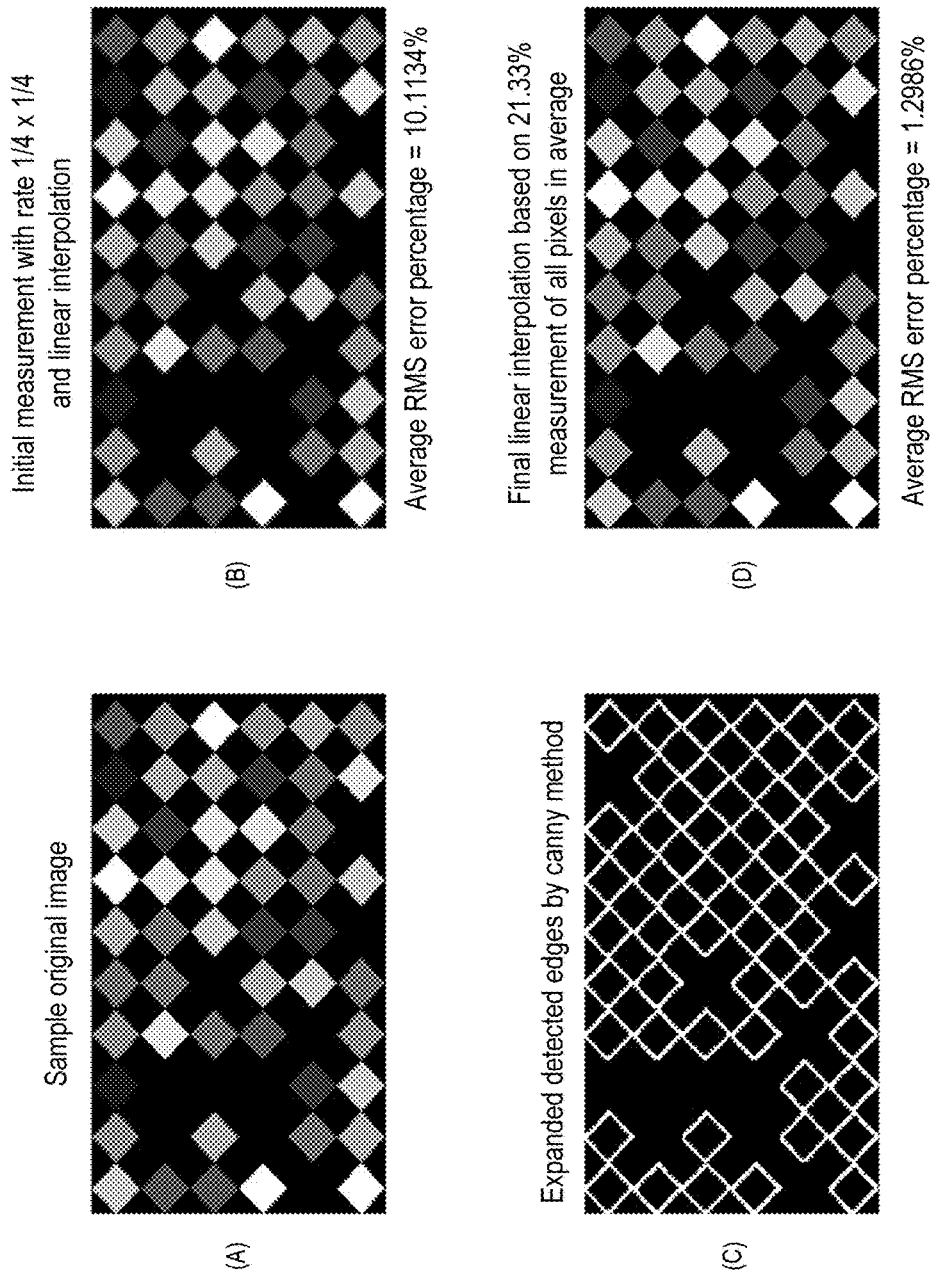 Sample original image
(A)
Initial measurement with rate 1/4 x 1/4
and linear interpolation
(B)
Average RMS error percentage = 10.1134%
Expanded detected edges by canny method
(C)
Final linear interpolation based on 21.33%
measurement of all pixels in average
(D)
Average RMS error percentage = 1.2986%